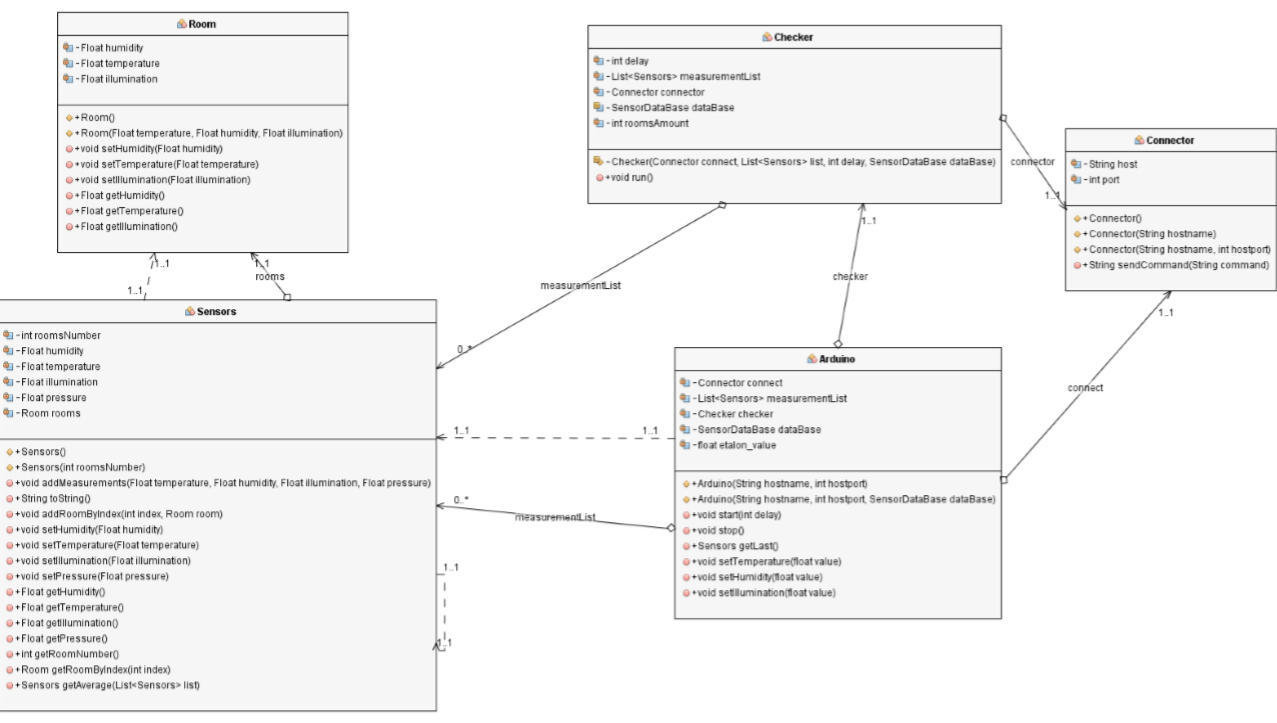 Room
- Float humidity
- Float temperature
- Float illumination
+ Room()
+ Room(Float temperature, Float humidity, Float illumination)
+ void setHumidity(Float humidity)
+ void setTemperature(Float temperature)
+ void setIllumination(Float illumination)
+ Float getHumidity()
+ Float getTemperature()
+ Float getIllumination()
1..1
1..1
rooms
1..1
Sensors
- int roomsNumber
- Float humidity
- Float temperature
- Float illumination
- Float pressure
- Room rooms
+ Sensors()
+ Sensors(int roomsNumber)
+ void addMeasurements(Float temperature, Float humidity, Float illumination, Float pressure)
+ String toString()
+ void addRoomByIndex(int index, Room room)
+ void setHumidity(Float humidity)
+ void setTemperature(Float temperature)
+ void setIllumination(Float illumination)
+ void setPressure(Float pressure)
+ Float getHumidity()
+ Float getTemperature()
+ Float getIllumination()
+ Float getPressure()
+ int getRoomNumber()
+ Room getRoomByIndex(int index)
+ Sensors getAverage(List<Sensors> list)
1..1
1..1
Checker
- int delay
- List<Sensors> measurementList
- Connector connector
- SensorDataBase dataBase
- int roomsAmount
- Checker(Connector connect, List<Sensors> list, int delay, SensorDataBase dataBase)
+ void run()
connector
1..1
Connector
- String host
- int port
+ Connector()
+ Connector(String hostname)
+ Connector(String hostname, int hostport)
+ String sendCommand(String command)
1..1
checker
measurementList
0..*
1..1
connect
Arduino
- Connector connect
- List<Sensors> measurementList
- Checker checker
- SensorDataBase dataBase
- float etalon_value
+ Arduino(String hostname, int hostport)
+ Arduino(String hostname, int hostport, SensorDataBase dataBase)
+ void start(int delay)
+ void stop()
+ Sensors getLast()
+ void setTemperature(float value)
+ void setHumidity(float value)
+ void setIllumination(float value)
1..1
1..1
0..*
measurementList